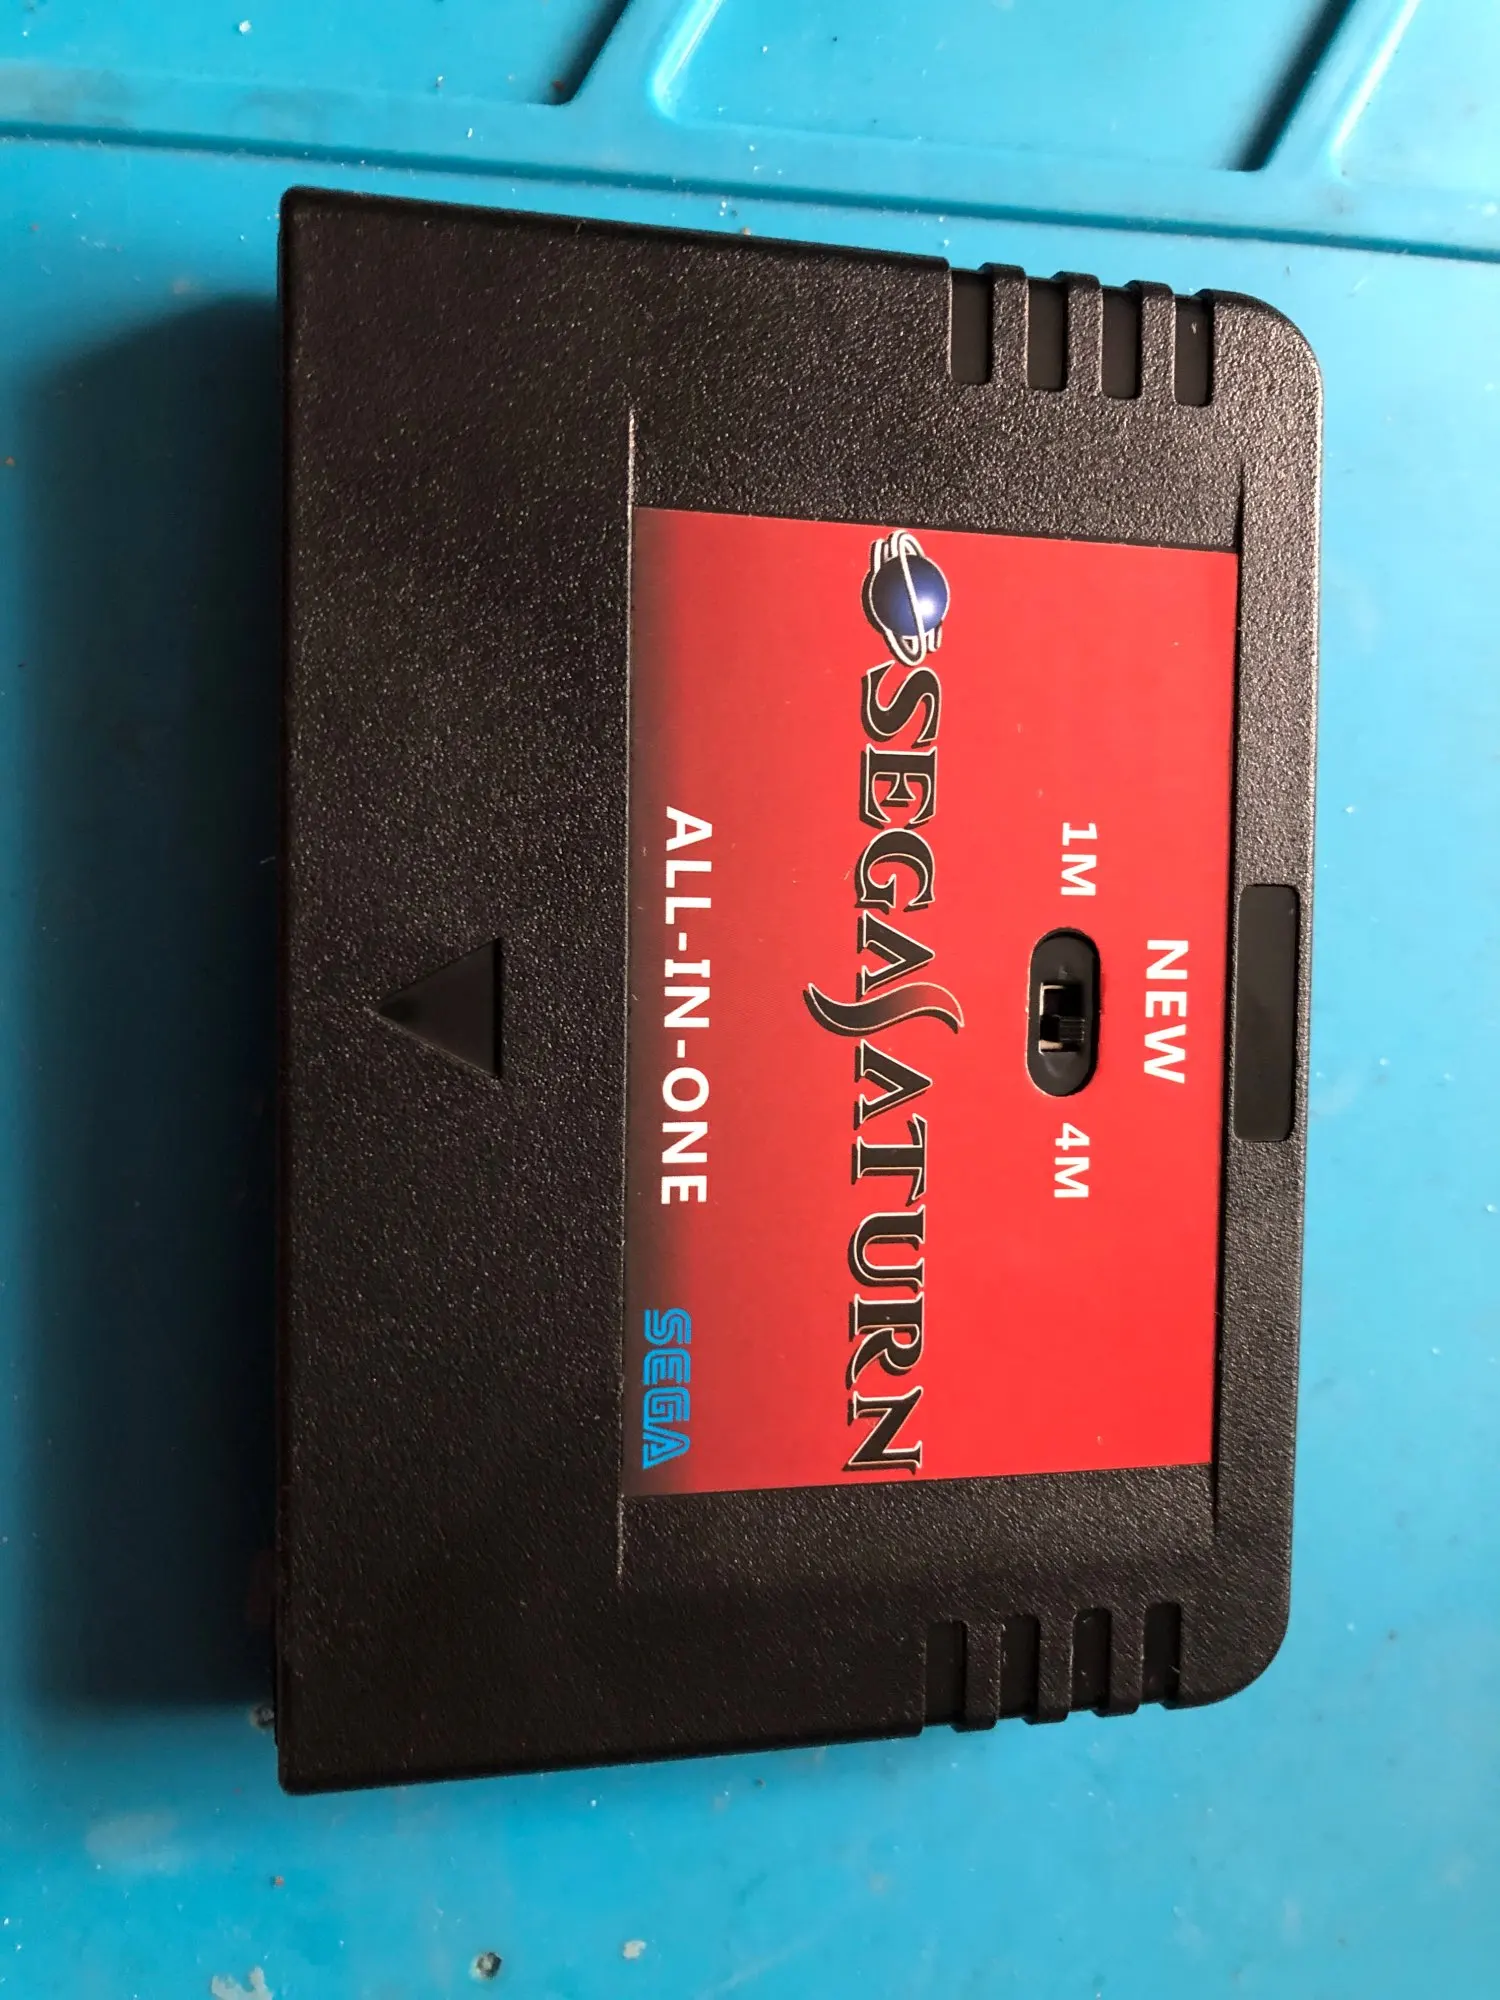 NEW
1M 4M
SEGA SATURN
ALL-IN-ONE
SEGA